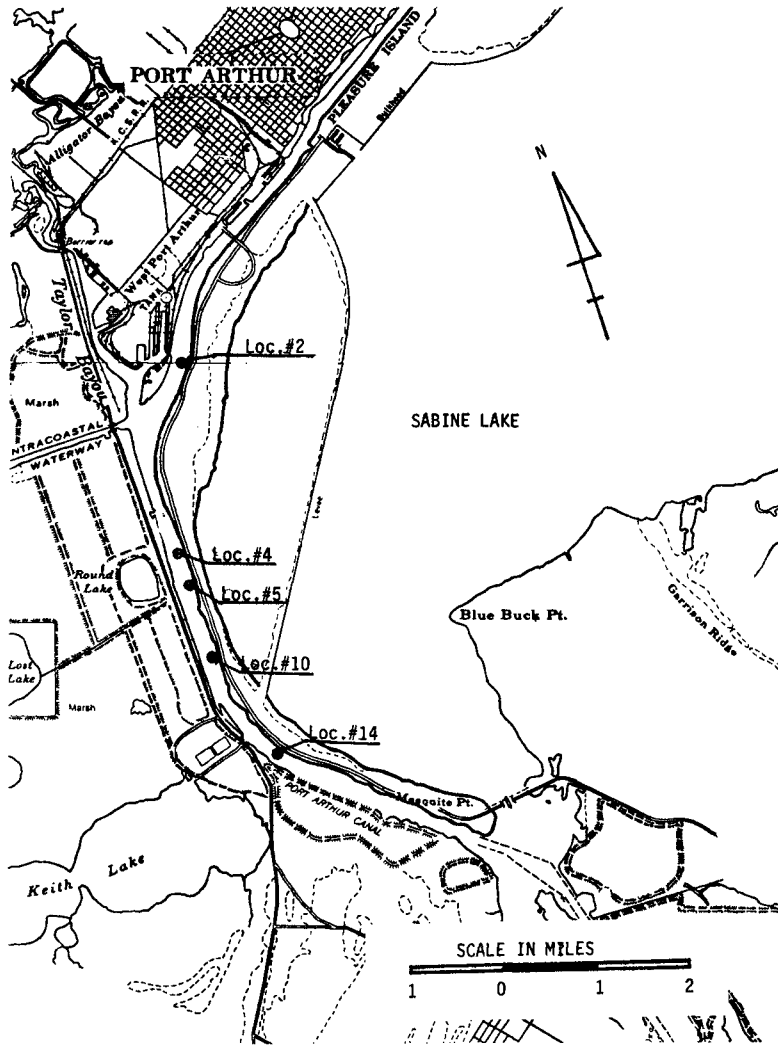 PORT ARTHUR
PLEASURE ISLAND
Bulkhead
Alligator Bayou
K.C.S.R.R.
N
West Port Arthur
Taylor Bayou
Loc.#2
SABINE LAKE
Marsh
NTRACOASTAL
WATERWAY
Levee
Loc.#4
Round
Lake
Loc.#5
Blue Buck Pt.
Garrison Ridge
Lost
Lake
Loc.#10
Marsh
Loc.#14
Mesquite Pt.
PORT ARTHUR CANAL
Keith Lake
SCALE IN MILES
1 0 1 2